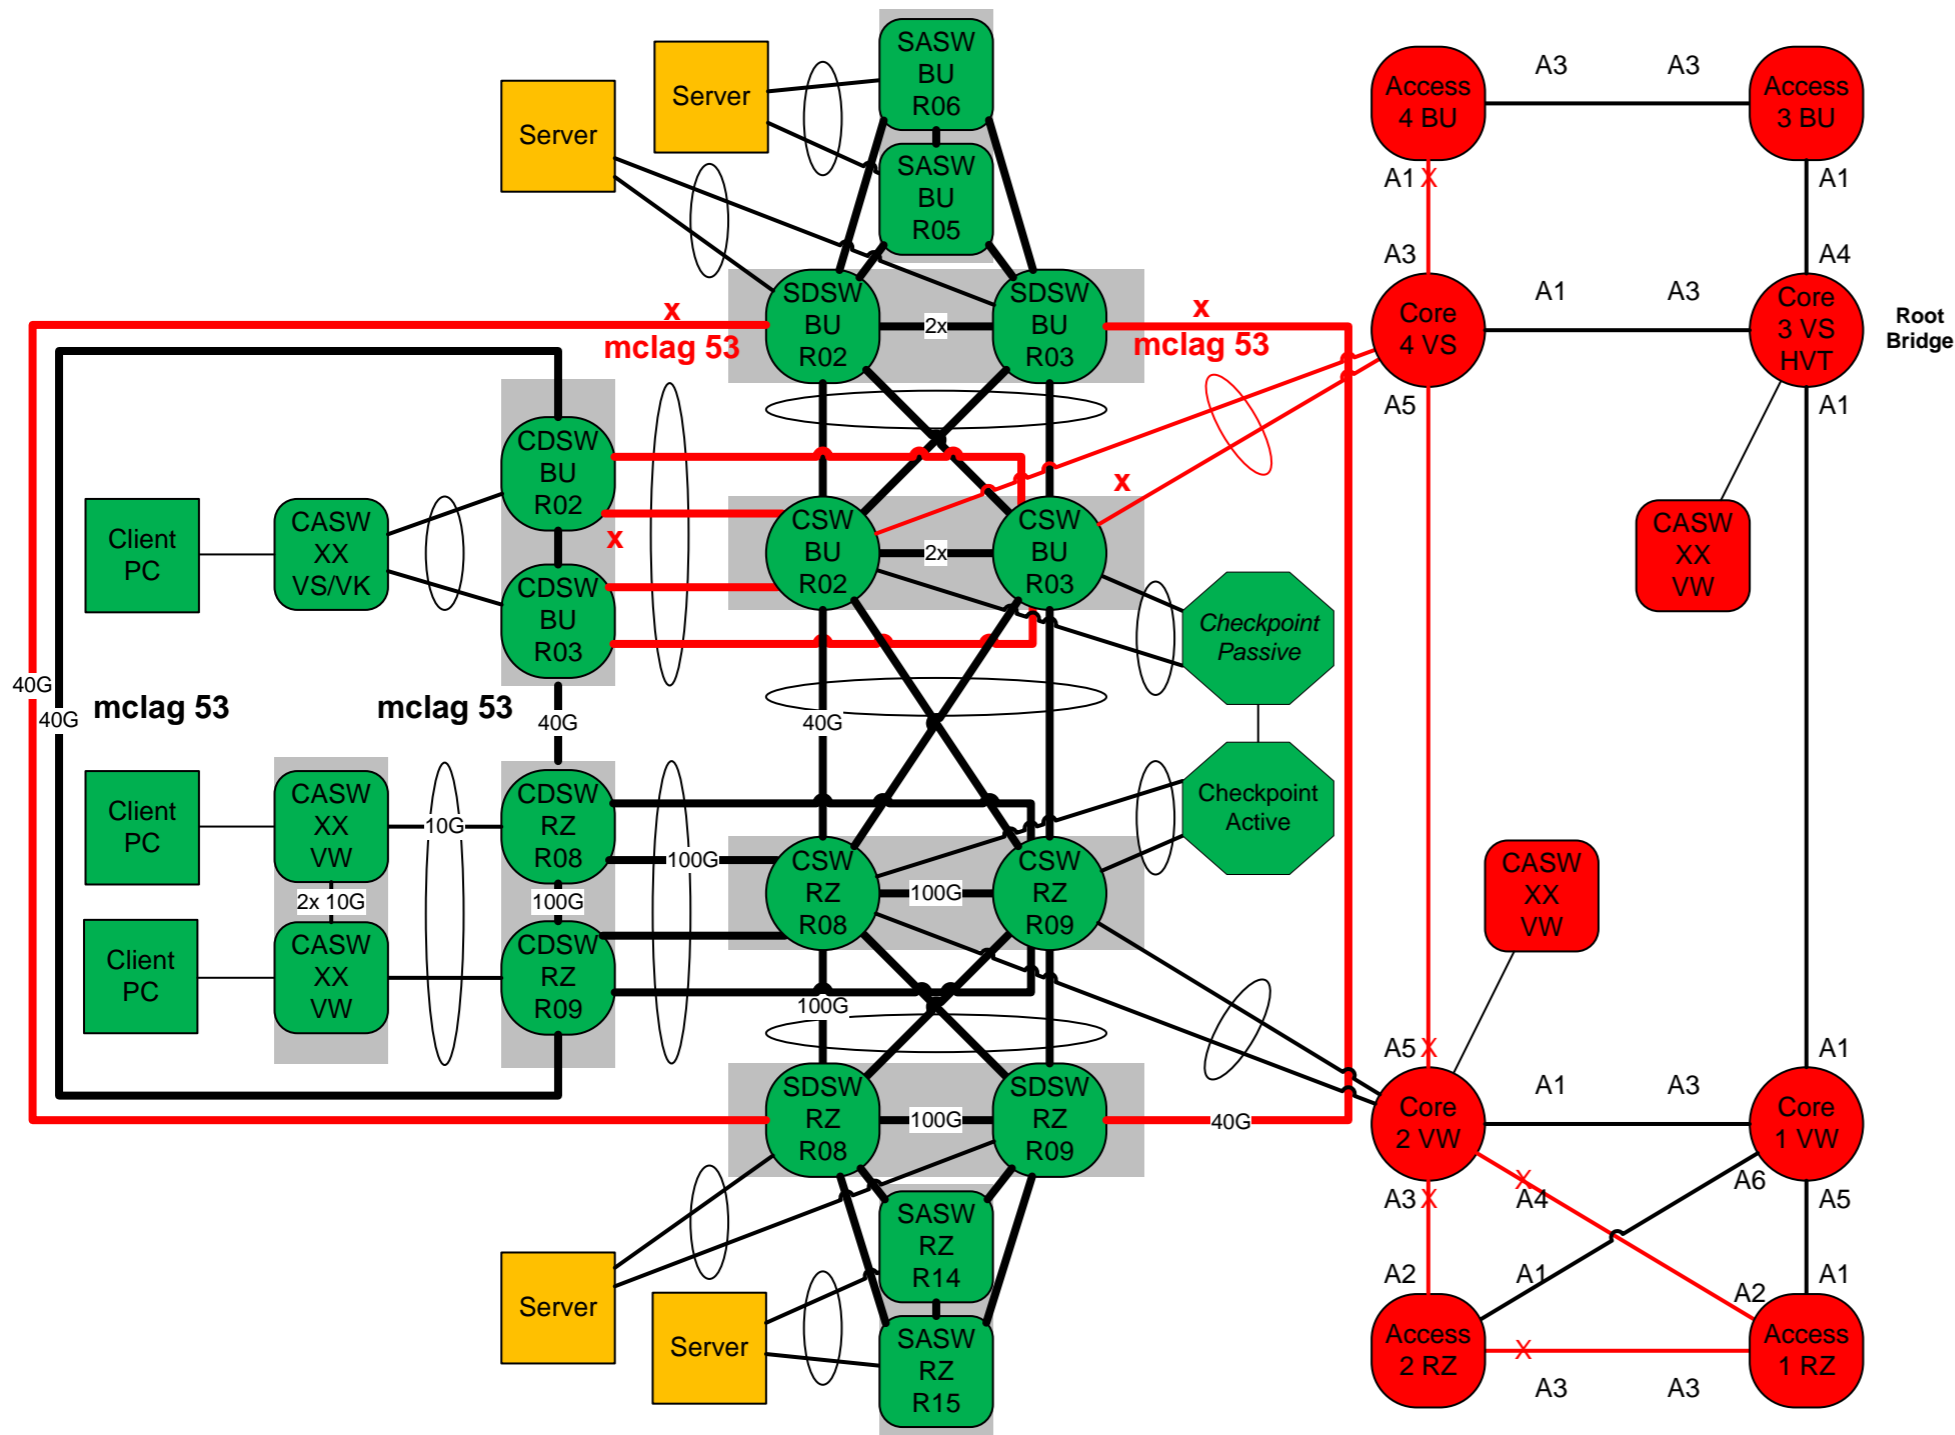 SASW
BU
R06
Server
Server
SASW
BU
R05
Access
4 BU
A3
A3
Access
3 BU
A1
X
A1
A3
A4
SDSW
BU
R02
2x
SDSW
BU
R03
x
mclag 53
x
mclag 53
Core
4 VS
A1
A3
Core
3 VS
HVT
Root
Bridge
A5
A1
CDSW
BU
R02
x
CSW
BU
R02
2x
CSW
BU
R03
x
Client
PC
CASW
XX
VS/VK
CDSW
BU
R03
Checkpoint
Passive
CASW
XX
VW
40G
40G
mclag 53
mclag 53
40G
40G
Client
PC
CASW
XX
VW
10G
CDSW
RZ
R08
100G
Checkpoint
Active
2x 10G
100G
CSW
RZ
R08
100G
CSW
RZ
R09
CASW
XX
VW
Client
PC
CASW
XX
VW
CDSW
RZ
R09
100G
A5
X
A1
SDSW
RZ
R08
100G
SDSW
RZ
R09
40G
Core
2 VW
A1
A3
Core
1 VW
A3
X
X
A4
A6
A5
SASW
RZ
R14
A2
A1
A2
A1
Server
Server
SASW
RZ
R15
Access
2 RZ
X
A3
A3
Access
1 RZ